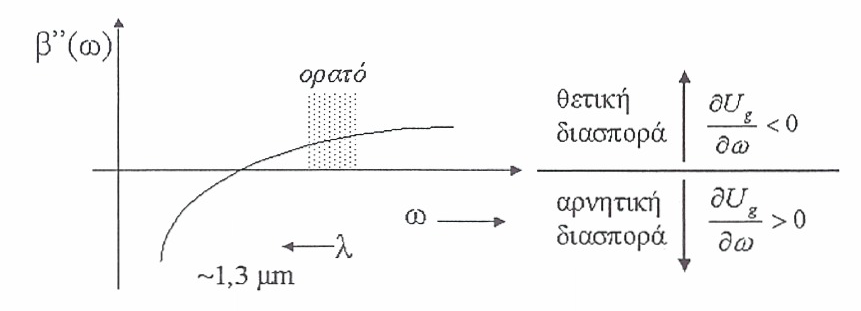 β’’(ω)
ορατό
ω
λ
~1,3 μm
θετική
διασπορά
∂U_g/∂ω < 0
αρνητική
διασπορά
∂U_g/∂ω > 0